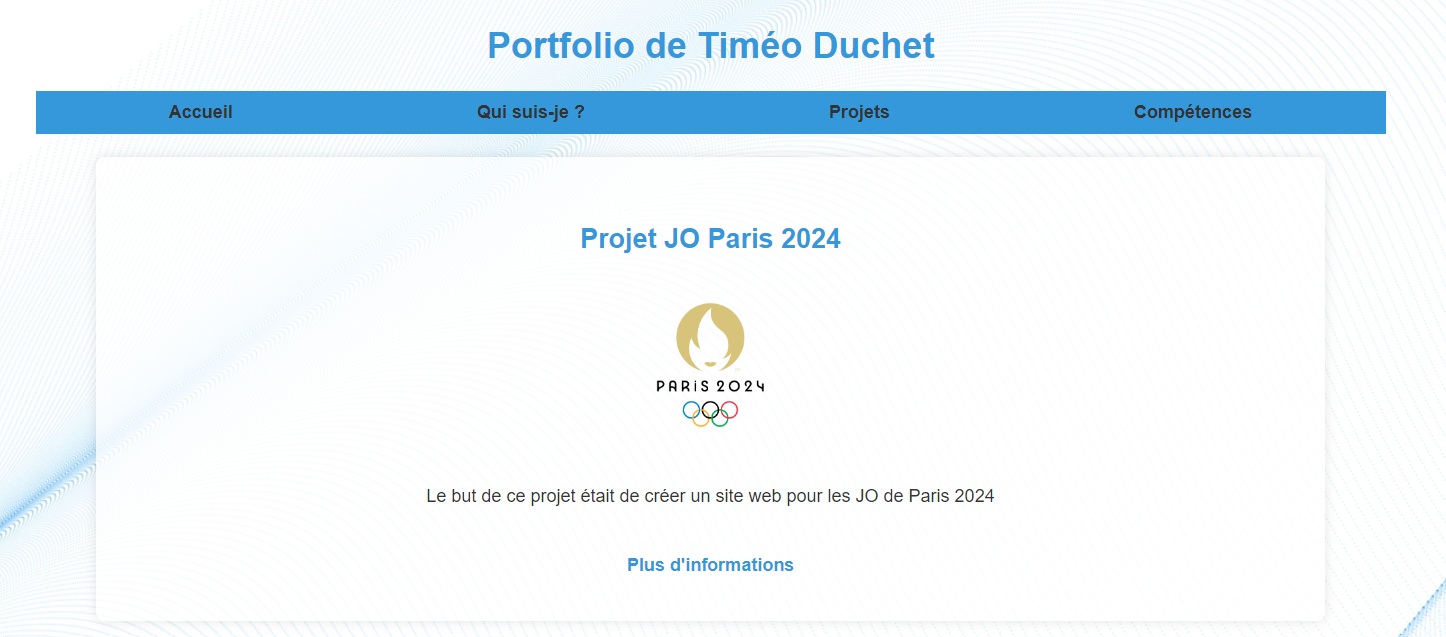 Portfolio de Timéo Duchet
Accueil Qui suis-je ? Projets Compétences
Projet JO Paris 2024
PARiS 2024
Le but de ce projet était de créer un site web pour les JO de Paris 2024
Plus d'informations